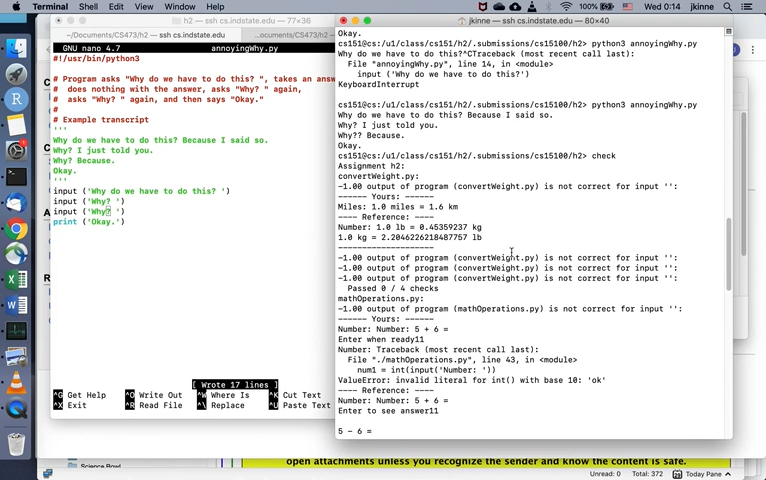 Terminal Shell Edit View Window Help 100% Wed 0:14 jkinne
h2 — ssh cs.indstate.edu — 77×36
~/Documents/CS473/h2 — ssh cs.indstate.edu
...ocuments/CS473/h2 — ssh cs.indstate.edu
GNU nano 4.7 annoyingWhy.py
#!/usr/bin/python3
# Program asks "Why do we have to do this? ", takes an answ
# does nothing with the answer, asks "Why? " again,
# asks "Why? " again, and then says "Okay."
#
# Example transcript
'''
Why do we have to do this? Because I said so.
Why? I just told you.
Why? Because.
Okay.
'''
input ('Why do we have to do this? ')
input ('Why? ')
input ('Why? ')
print ('Okay.')
[ Wrote 17 lines ]
^G Get Help ^O Write Out ^W Where Is ^K Cut Text
^X Exit ^R Read File ^\ Replace ^U Paste Text
jkinne — ssh cs.indstate.edu — 80×40
Okay.
cs151@cs:/u1/class/cs151/h2/.submissions/cs15100/h2> python3 annoyingWhy.py
Why do we have to do this?^CTraceback (most recent call last):
File "annoyingWhy.py", line 14, in <module>
input ('Why do we have to do this?')
KeyboardInterrupt
cs151@cs:/u1/class/cs151/h2/.submissions/cs15100/h2> python3 annoyingWhy.py
Why do we have to do this? Because I said so.
Why? I just told you.
Why?? Because.
Okay.
cs151@cs:/u1/class/cs151/h2/.submissions/cs15100/h2> check
Assignment h2:
convertWeight.py:
-1.00 output of program (convertWeight.py) is not correct for input '':
------ Yours: ------
Miles: 1.0 miles = 1.6 km
---- Reference: ----
Number: 1.0 lb = 0.45359237 kg
1.0 kg = 2.2046226218487757 lb
--------------------
-1.00 output of program (convertWeight.py) is not correct for input '':
-1.00 output of program (convertWeight.py) is not correct for input '':
-1.00 output of program (convertWeight.py) is not correct for input '':
Passed 0 / 4 checks
mathOperations.py:
-1.00 output of program (mathOperations.py) is not correct for input '':
------ Yours: ------
Number: Number: 5 + 6 =
Enter when ready11
Number: Traceback (most recent call last):
File "./mathOperations.py", line 43, in <module>
num1 = int(input('Number: '))
ValueError: invalid literal for int() with base 10: 'ok'
---- Reference: ----
Number: Number: 5 + 6 =
Enter to see answer11
5 - 6 =
Science Bowl
open attachments unless you recognize the sender and know the content is safe.
Unread: 0 Total: 372 Today Pane